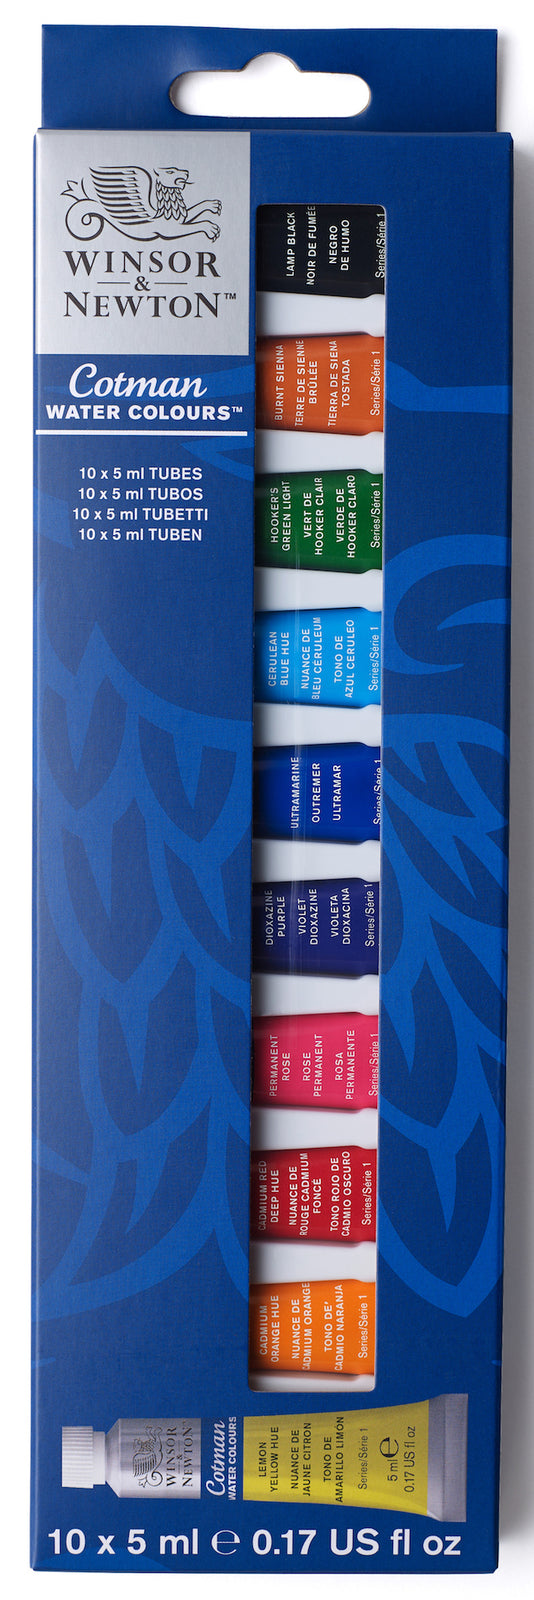 WINSOR
&
NEWTON™
Cotman
WATER COLOURS™
10 x 5 ml TUBES
10 x 5 ml TUBOS
10 x 5 ml TUBETTI
10 x 5 ml TUBEN
LAMP BLACK
NOIR DE FUMÉE
NEGRO
DE HUMO
Series/Série 1
BURNT SIENNA
TERRE DE SIENNE
BRÛLÉE
TIERRA DE SIENA
TOSTADA
Series/Série 1
HOOKER'S
GREEN LIGHT
VERT DE
HOOKER CLAIR
VERDE DE
HOOKER CLARO
Series/Série 1
CERULEAN
BLUE HUE
NUANCE DE
BLEU CÉRULEUM
TONO DE
AZUL CERULEO
Series/Série 1
ULTRAMARINE
OUTREMER
ULTRAMAR
Series/Série 1
DIOXAZINE
PURPLE
VIOLET
DIOXAZINE
VIOLETA
DIOXACINA
Series/Série 1
PERMANENT
ROSE
ROSE
PERMANENT
ROSA
PERMANENTE
Series/Série 1
CADMIUM RED
DEEP HUE
NUANCE DE
ROUGE CADMIUM
FONCÉ
TONO ROJO DE
CADMIO OSCURO
Series/Série 1
CADMIUM
ORANGE HUE
NUANCE DE
CADMIUM ORANGE
TONO DE'
CADMIO NARANJA
Series/Série 1
WINSOR
&
NEWTON
Cotman
WATER COLOURS
LEMON
YELLOW HUE
NUANCE DE
JAUNE CITRON
TONO DE
AMARILLO LIMÓN
Series/Série 1
5 ml ℮
0.17 US fl oz
10 x 5 ml ℮ 0.17 US fl oz